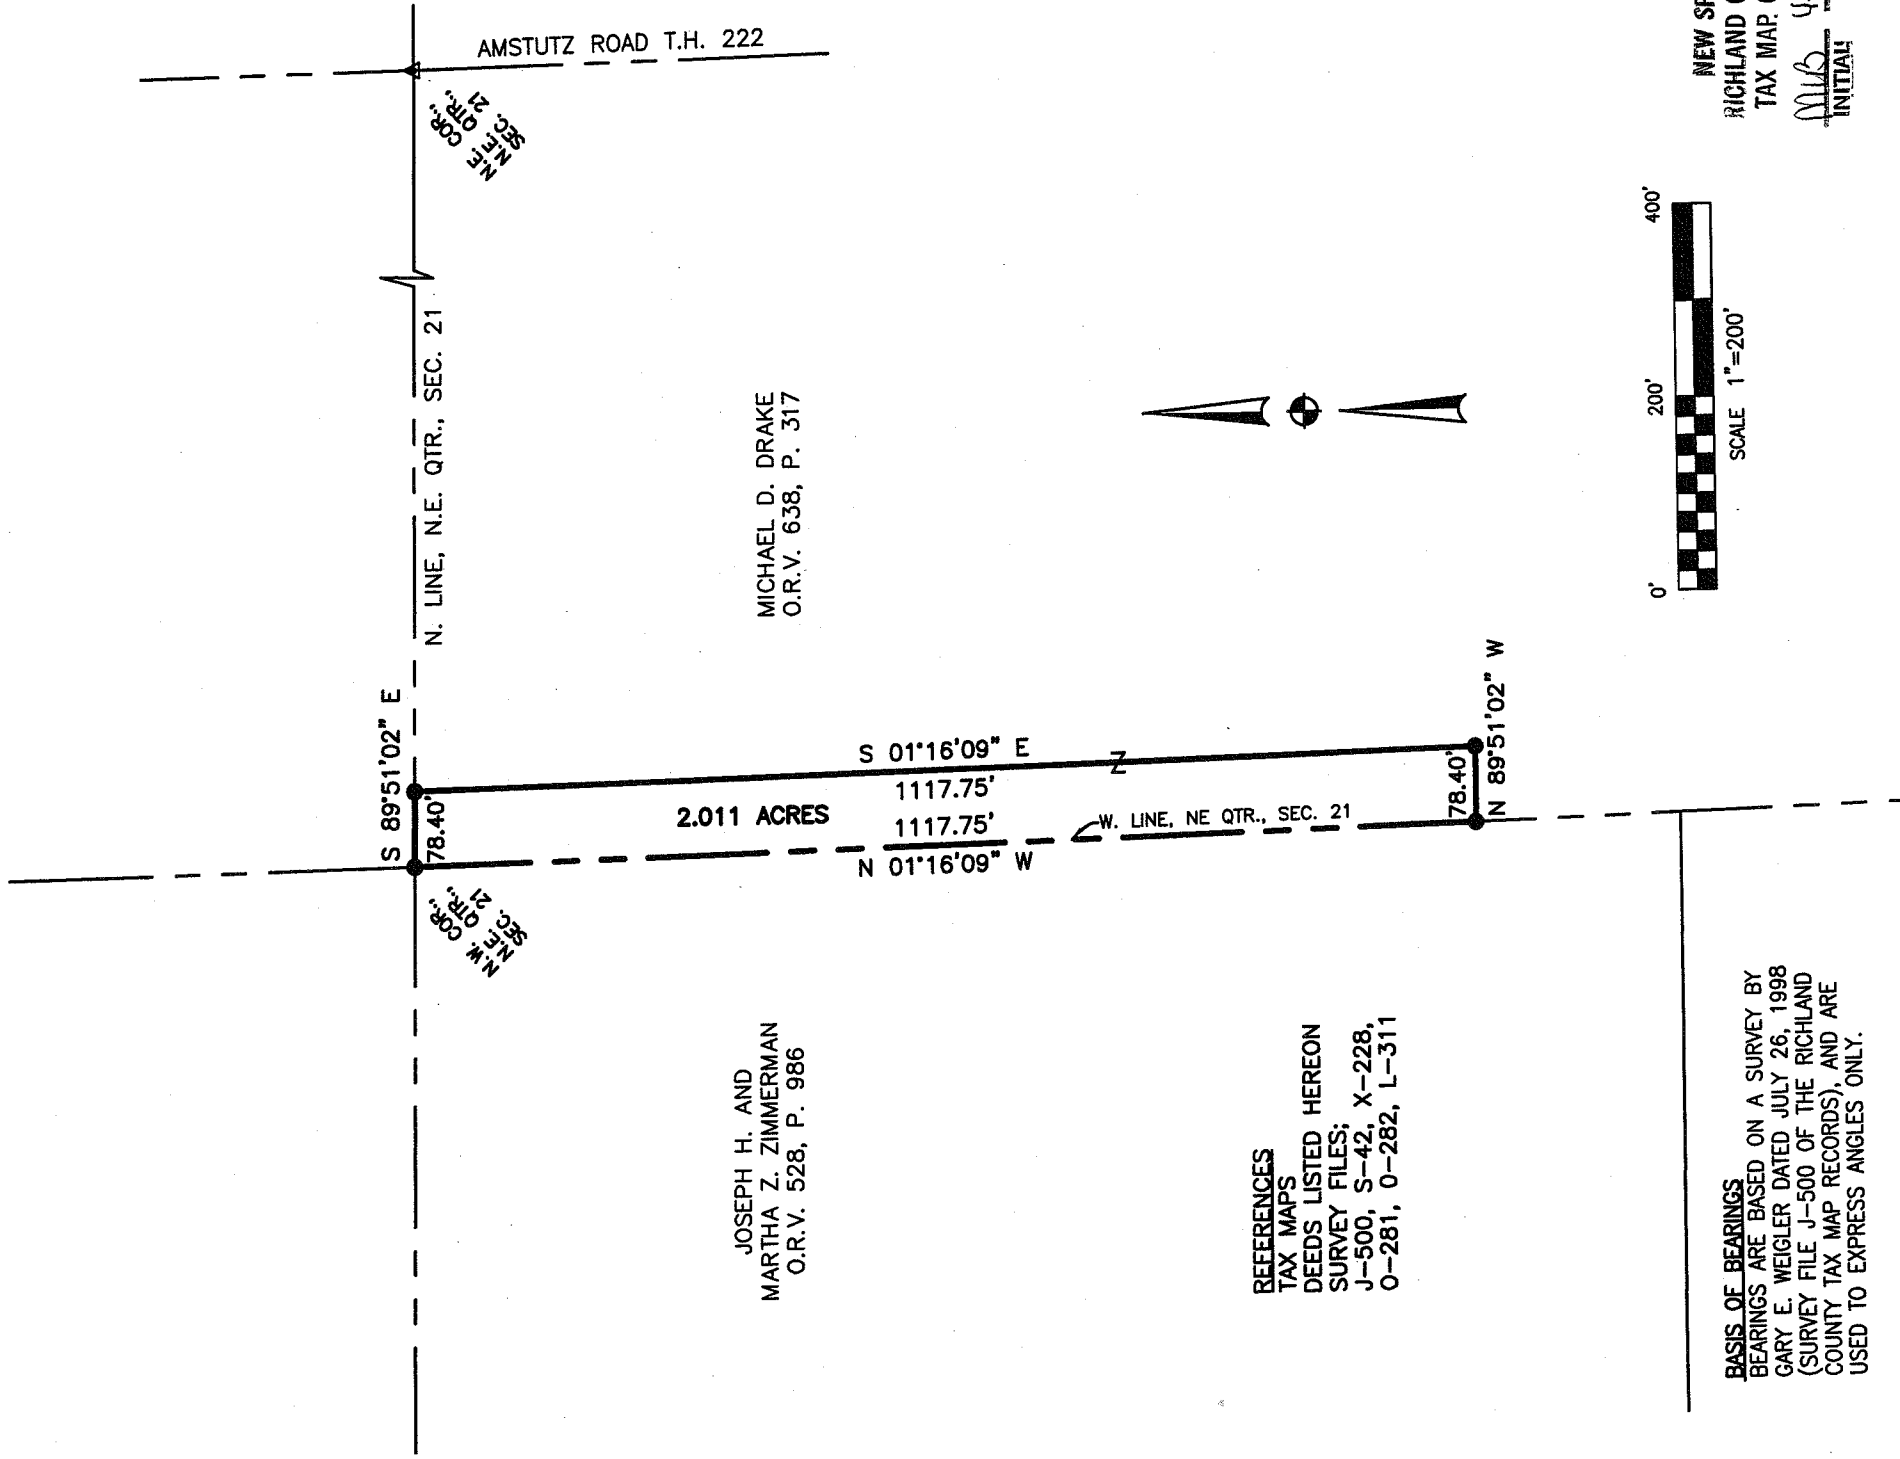 AMSTUTZ ROAD T.H. 222
N.E. COR.,
N.E. QTR.,
SEC. 21
N. LINE, N.E. QTR., SEC. 21
S 89°51'02" E
78.40'
N.W. COR.,
N.E. QTR.,
SEC. 21
MICHAEL D. DRAKE
O.R.V. 638, P. 317
S 01°16'09" E
1117.75'
2.011 ACRES
1117.75'
N 01°16'09" W
W. LINE, NE QTR., SEC. 21
Z
78.40'
N 89°51'02" W
JOSEPH H. AND
MARTHA Z. ZIMMERMAN
O.R.V. 528, P. 986
REFERENCES
TAX MAPS
DEEDS LISTED HEREON
SURVEY FILES;
J-500, S-42, X-228,
O-281, O-282, L-311
0' 200' 400'
SCALE 1"=200'
BASIS OF BEARINGS
BEARINGS ARE BASED ON A SURVEY BY
GARY E. WEIGLER DATED JULY 26, 1998
(SURVEY FILE J-500 OF THE RICHLAND
COUNTY TAX MAP RECORDS), AND ARE
USED TO EXPRESS ANGLES ONLY.
NEW
RICHLAND
TAX MAP
INITIAL